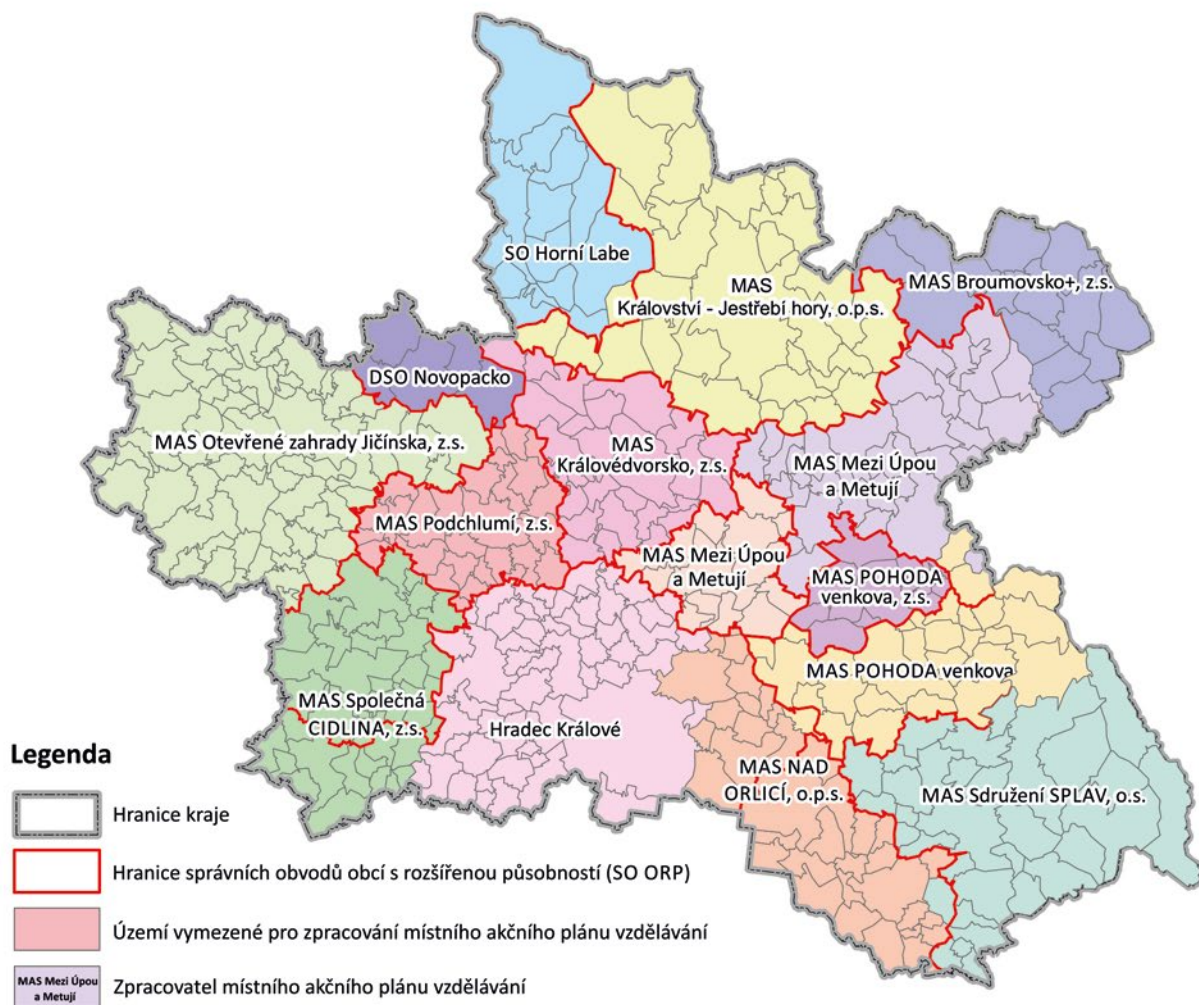 SO Horní Labe
MAS
Království - Jestřebí hory, o.p.s.
MAS Broumovsko+, z.s.
DSO Novopacko
MAS Otevřené zahrady Jičínska, z.s.
MAS
Královédvorsko, z.s.
MAS Mezi Úpou
a Metují
MAS Podchlumí, z.s.
MAS Mezi Úpou
a Metují
MAS POHODA
venkova, z.s.
MAS POHODA venkova
MAS Společná
CIDLINA, z.s.
Hradec Králové
MAS NAD
ORLICÍ, o.p.s.
MAS Sdružení SPLAV, o.s.
Legenda
Hranice kraje
Hranice správních obvodů obcí s rozšířenou působností (SO ORP)
Území vymezené pro zpracování místního akčního plánu vzdělávání
MAS Mezi Úpou
a Metují
Zpracovatel místního akčního plánu vzdělávání